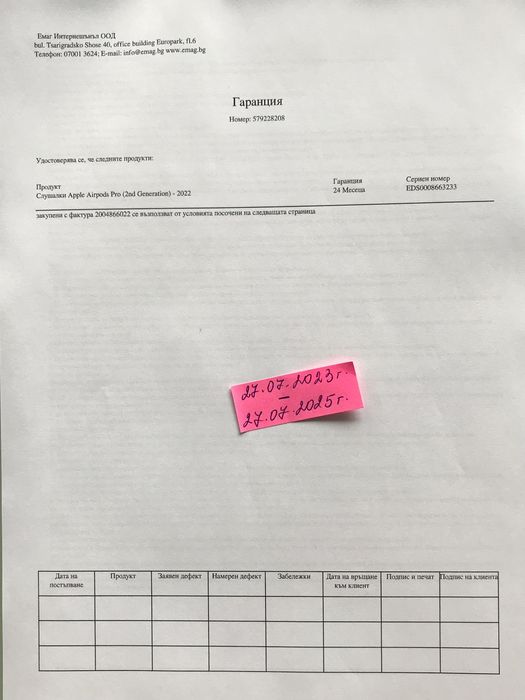 Емаг Интернешънъл ООД
bul. Tsarigradsko Shose 40, office building Europark, fl.6
Телефон: 07001 3624; E-mail: info@emag.bg www.emag.bg
Гаранция
Номер: 579228208
Удостоверява се, че следните продукти:
Продукт Гаранция Сериен номер
Слушалки Apple Airpods Pro (2nd Generation) - 2022 24 Месеца EDS0008663233
закупени с фактура 2004866022 се възползват от условията посочени на следващата страница
27.07.2023г.
–
27.07.2025г.
Дата на постъпване Продукт Заявен дефект Намерен дефект Забележки Дата на връщане към клиент Подпис и печат Подпис на клиента